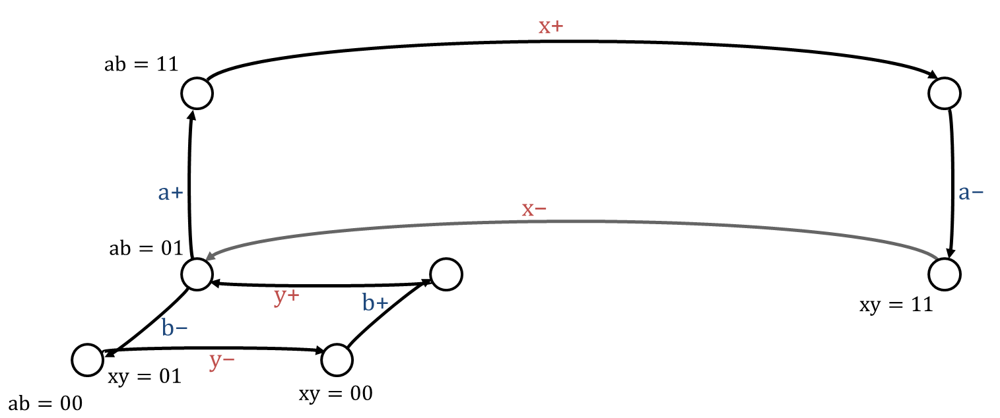 x+
ab = 11
a+
a−
x−
ab = 01
y+
b+
xy = 11
b−
y−
xy = 01
xy = 00
ab = 00